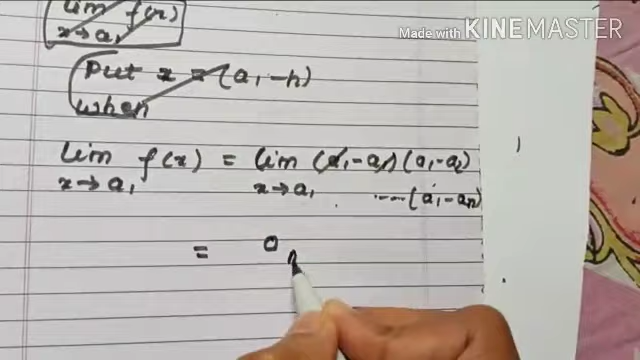 lim f(x)
x→a₁
Put x = (a₁-h)
when
lim f(x) = lim (a₁-a₁)(a₁-a₂)
x→a₁ x→a₁ ----(a₁-an)
= 0
Made with KINEMASTER